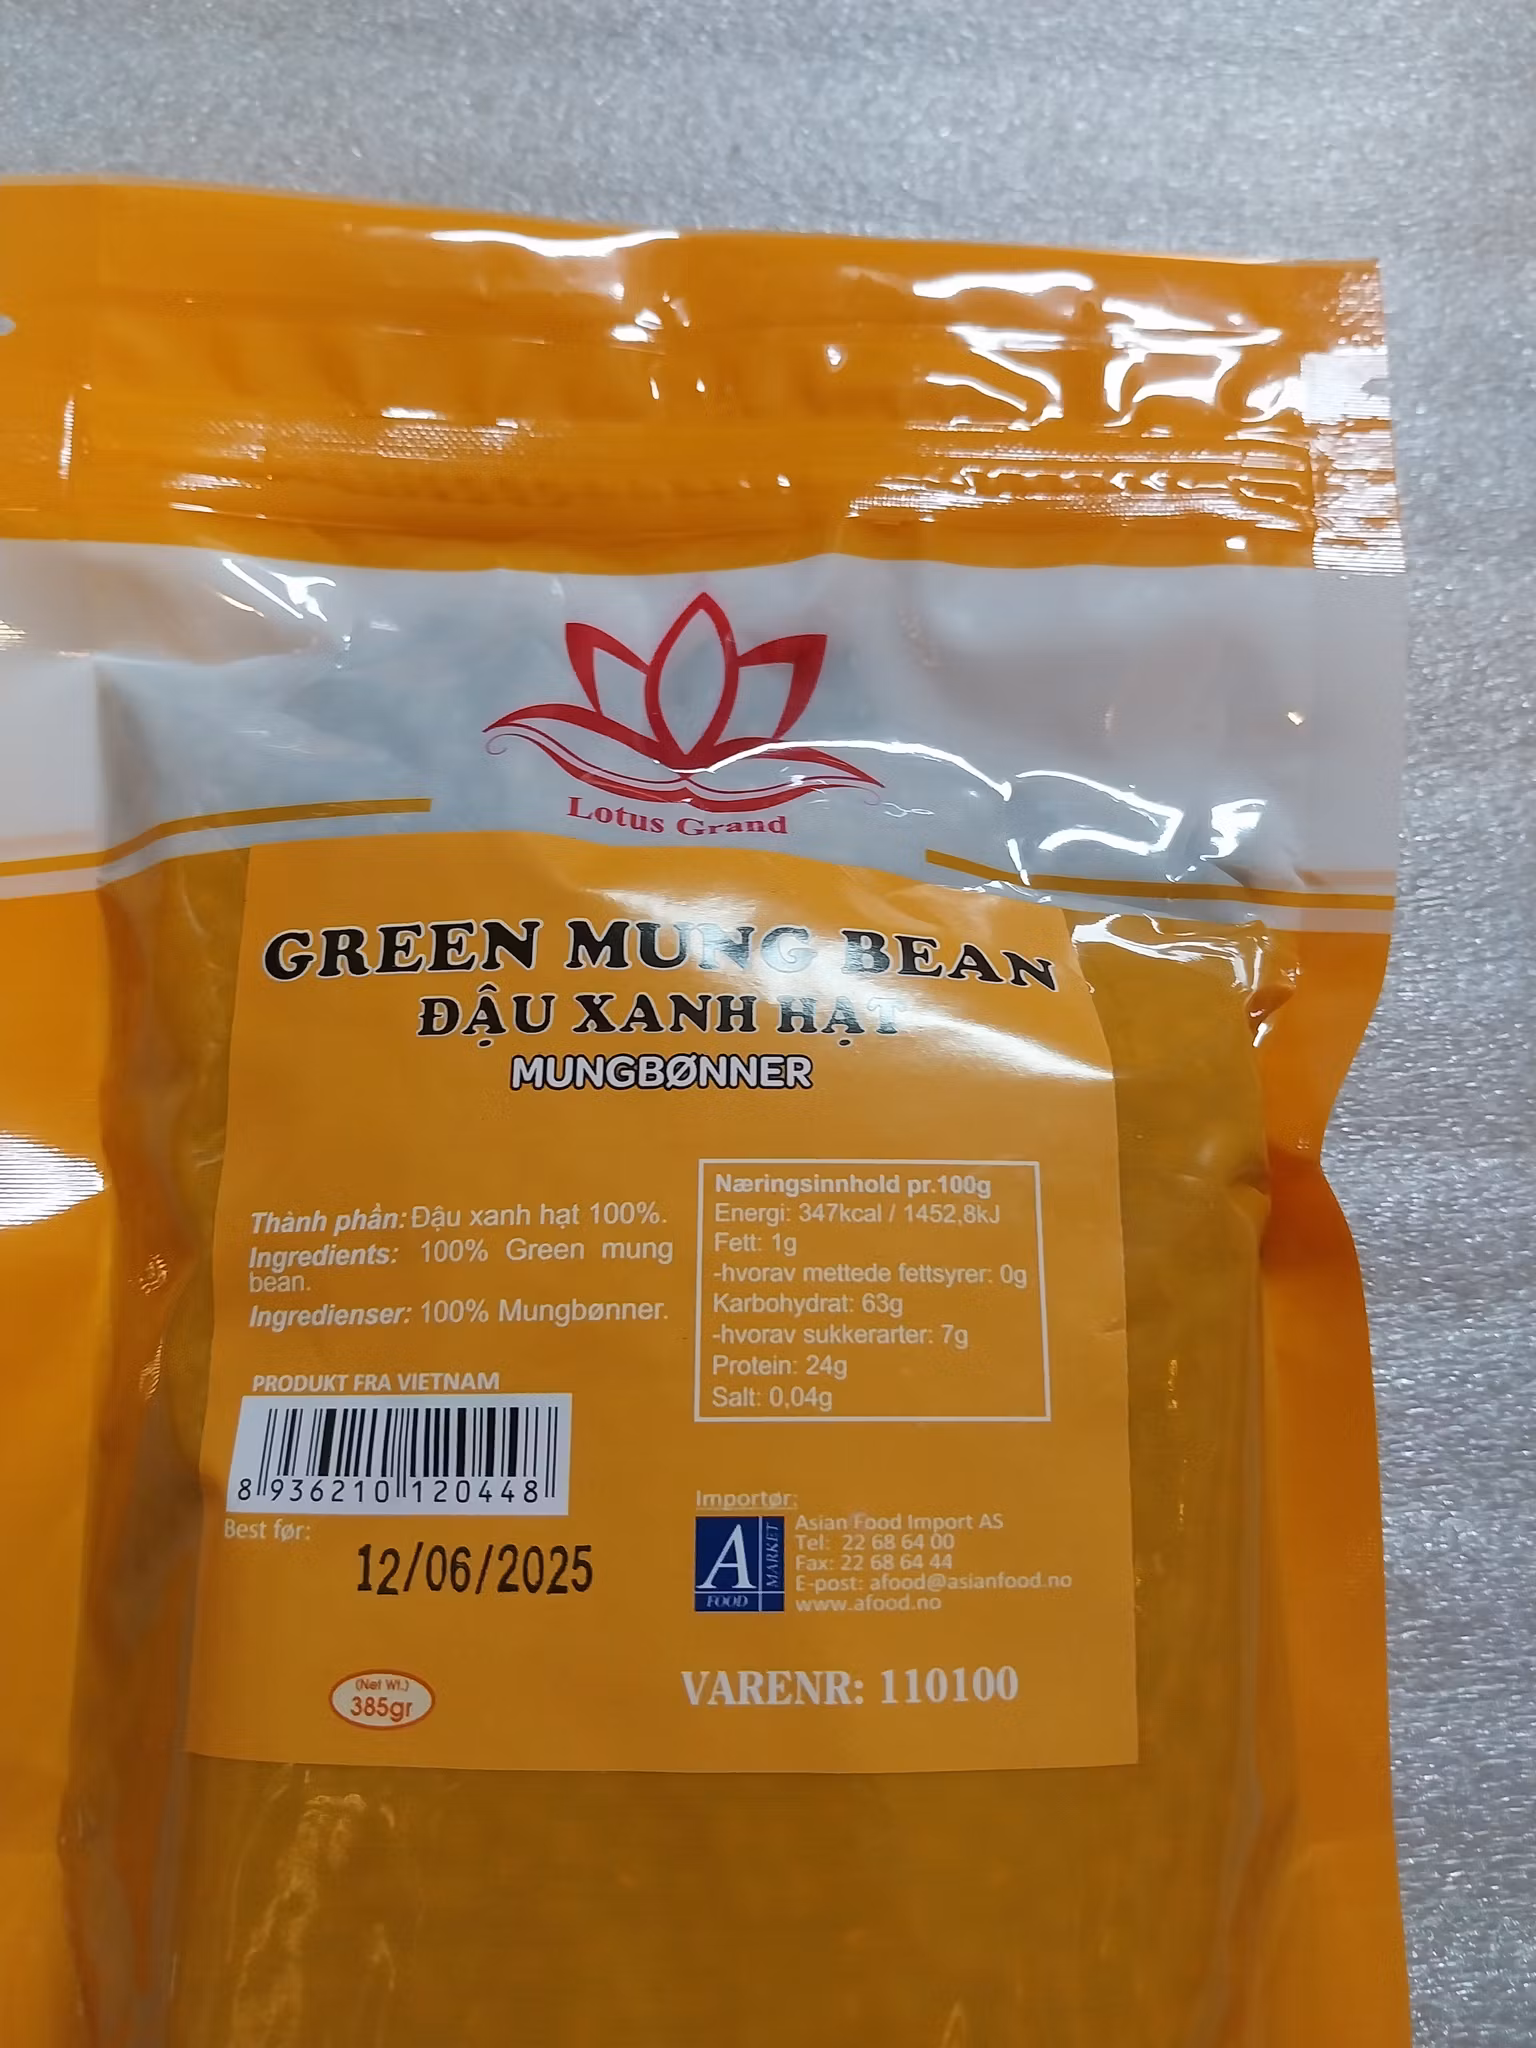 Lotus Grand
GREEN MUNG BEAN
ĐẬU XANH HẠT
MUNGBØNNER
Thành phần: Đậu xanh hạt 100%.
Ingredients: 100% Green mung
bean.
Ingredienser: 100% Mungbønner.
Næringsinnhold pr.100g
Energi: 347kcal / 1452,8kJ
Fett: 1g
-hvorav mettede fettsyrer: 0g
Karbohydrat: 63g
-hvorav sukkerarter: 7g
Protein: 24g
Salt: 0,04g
PRODUKT FRA VIETNAM
8 936210 120448
Best før:
12/06/2025
(Net Wt.)
385gr
Importør:
A MARKET
FOOD
Asian Food Import AS
Tel: 22 68 64 00
Fax: 22 68 64 44
E-post: afood@asianfood.no
www.afood.no
VARENR: 110100